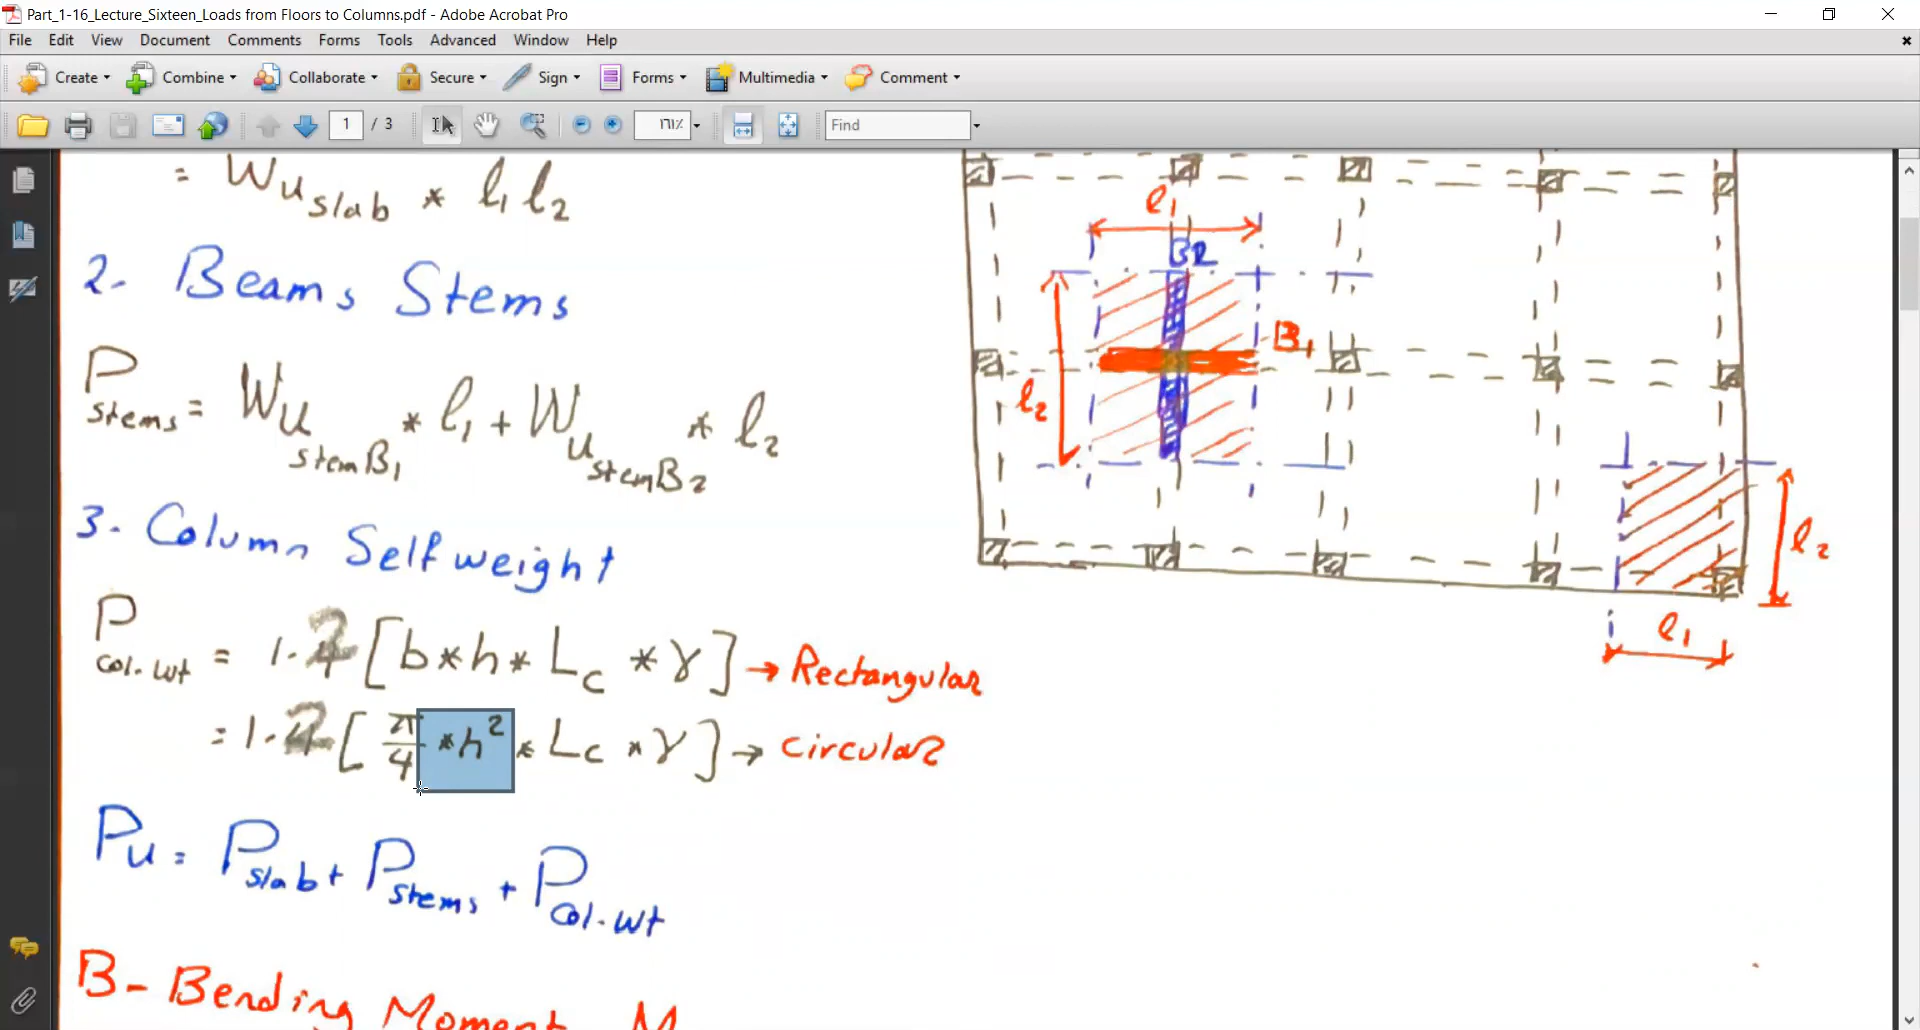 Part_1-16_Lecture_Sixteen_Loads from Floors to Columns.pdf - Adobe Acrobat Pro
File Edit View Document Comments Forms Tools Advanced Window Help
Create Combine Collaborate Secure Sign Forms Multimedia Comment
1 / 3 171% Find
= Wu slab * l1 l2
2- Beams Stems
P stems = Wu stem B1 * l1 + Wu stem B2 * l2
3- Column Self weight
P col.wt = 1.2 [b*h* Lc * γ] → Rectangular
= 1.2 [π/4 *h² * Lc * γ] → circular
Pu = P slab + P stems + P col.wt
B- Bending Moment, M
l1
B2
B1
l2
l2
l1